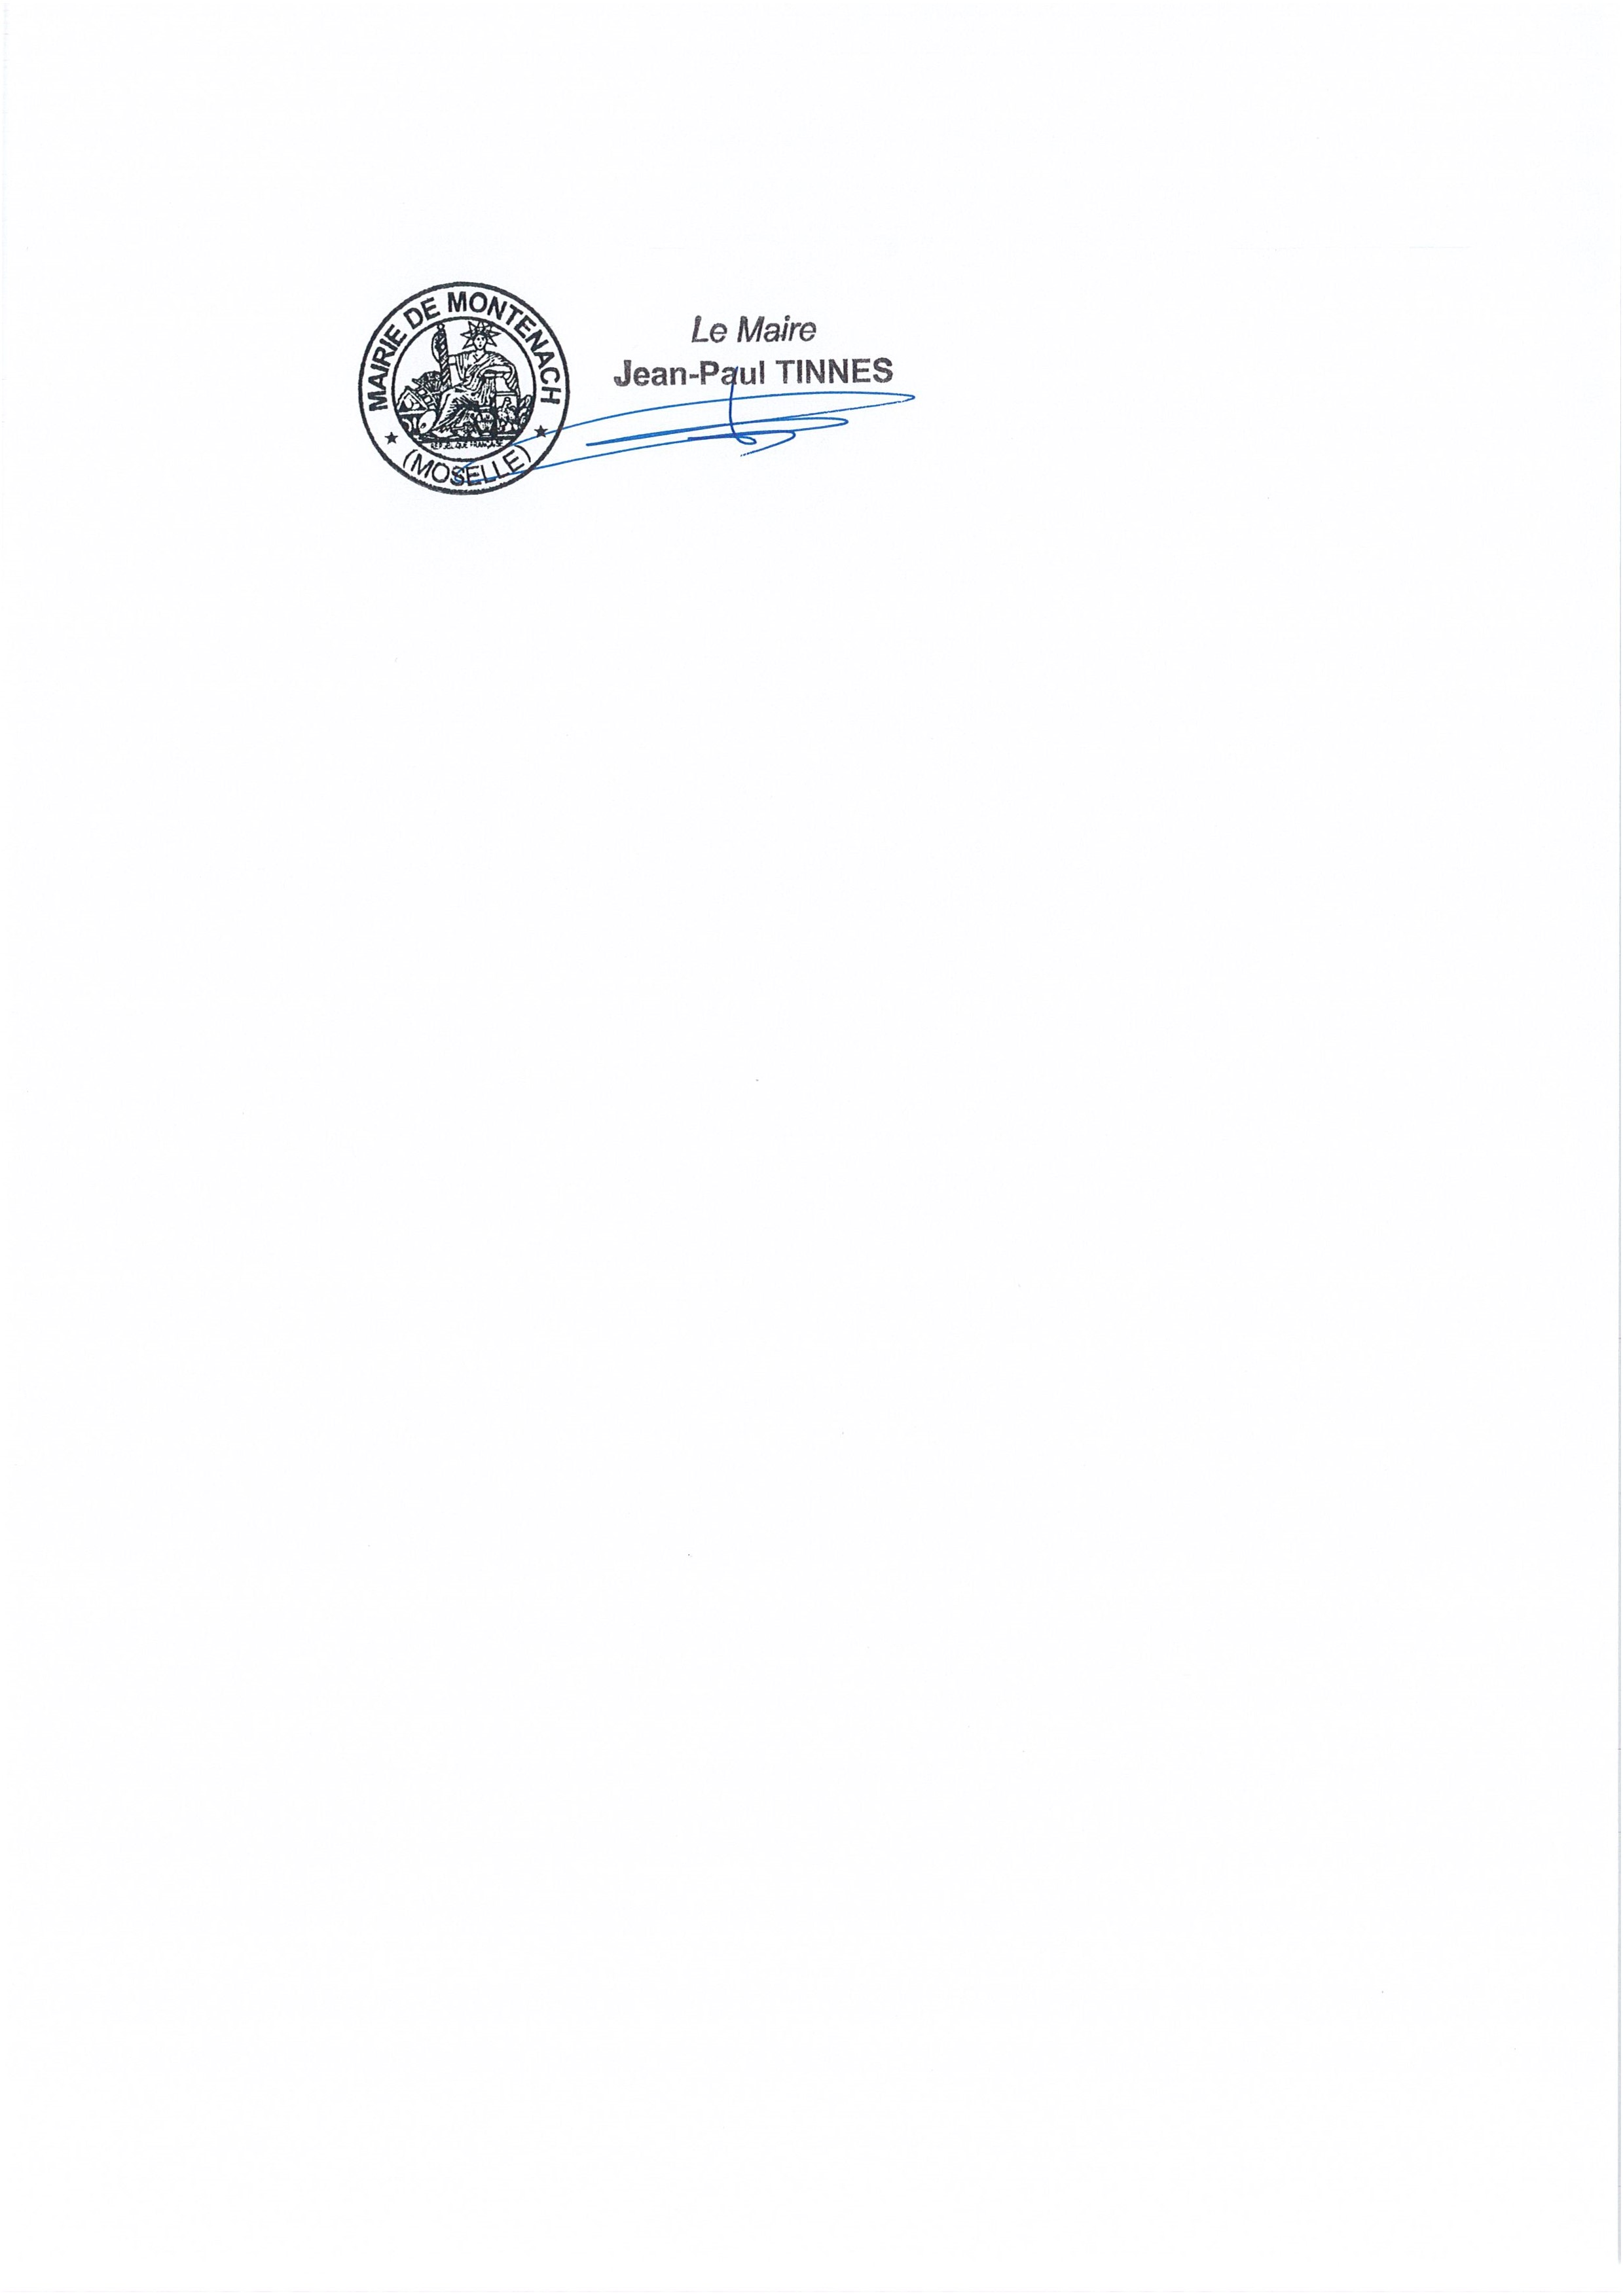 MAIRIE DE MONTENACH
(MOSELLE)
Le Maire
Jean-Paul TINNES